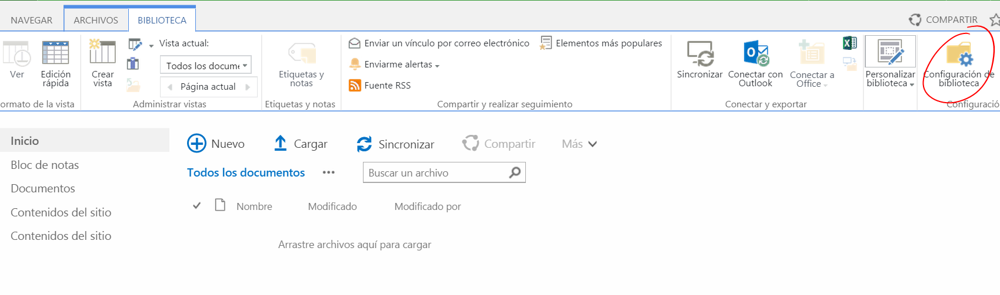 NAVEGAR
ARCHIVOS
BIBLIOTECA
COMPARTIR
Ver
Edición
rápida
Crear
vista
Vista actual:
Todos los docume
Página actual
Etiquetas y
notas
Enviar un vínculo por correo electrónico
Elementos más populares
Enviarme alertas
Fuente RSS
Sincronizar
Conectar con
Outlook
Conectar a
Office
Personalizar
biblioteca
Configuración de
biblioteca
ormato de la vista
Administrar vistas
Etiquetas y notas
Compartir y realizar seguimiento
Conectar y exportar
Configuració
Inicio
Bloc de notas
Documentos
Contenidos del sitio
Contenidos del sitio
Nuevo
Cargar
Sincronizar
Compartir
Más
Todos los documentos
Buscar un archivo
Nombre
Modificado
Modificado por
Arrastre archivos aquí para cargar